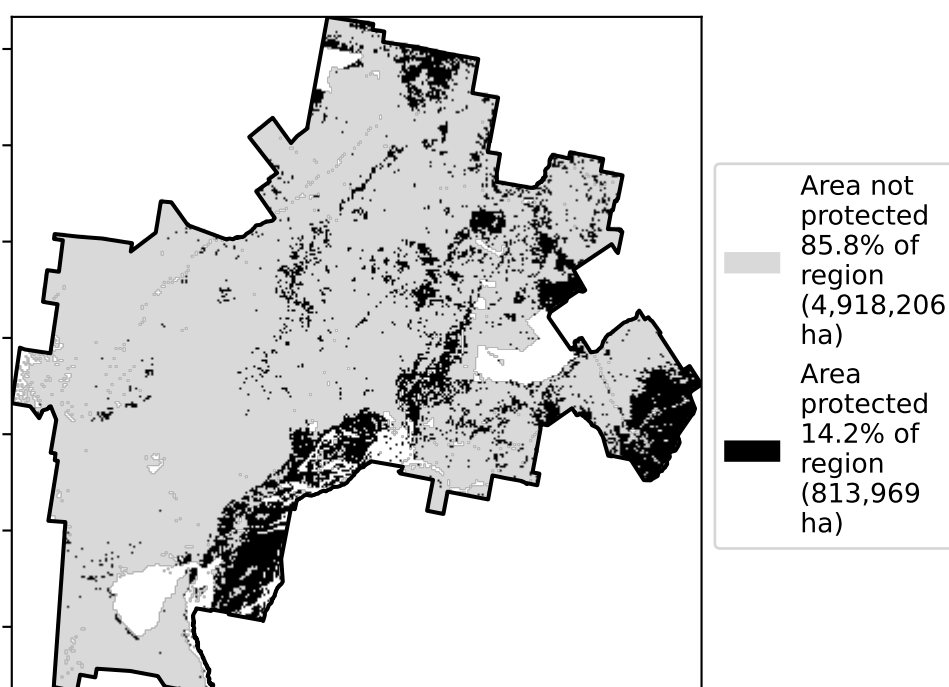 Area not
protected
85.8% of
region
(4,918,206
ha)
Area
protected
14.2% of
region
(813,969
ha)